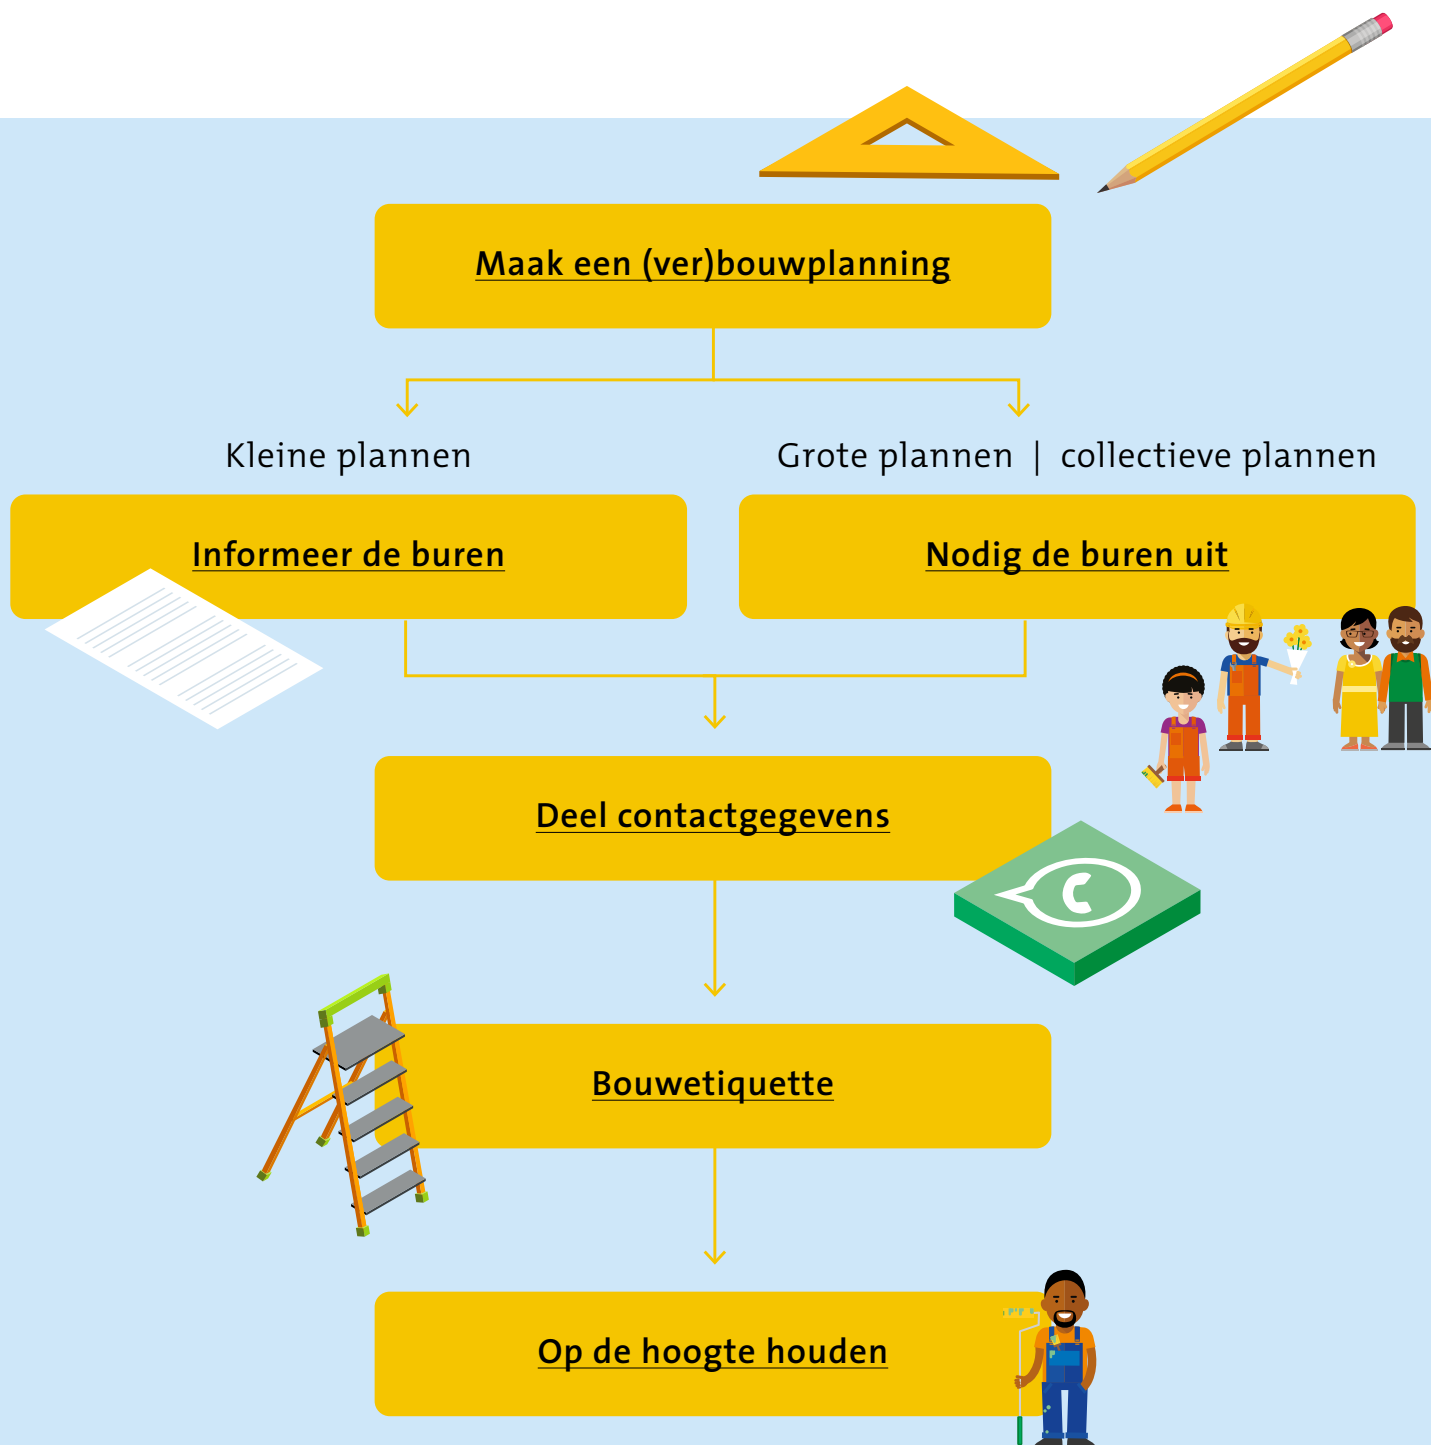 Maak een (ver)bouwplanning
Kleine plannen
Grote plannen | collectieve plannen
Informeer de buren
Nodig de buren uit
Deel contactgegevens
Bouwetiquette
Op de hoogte houden